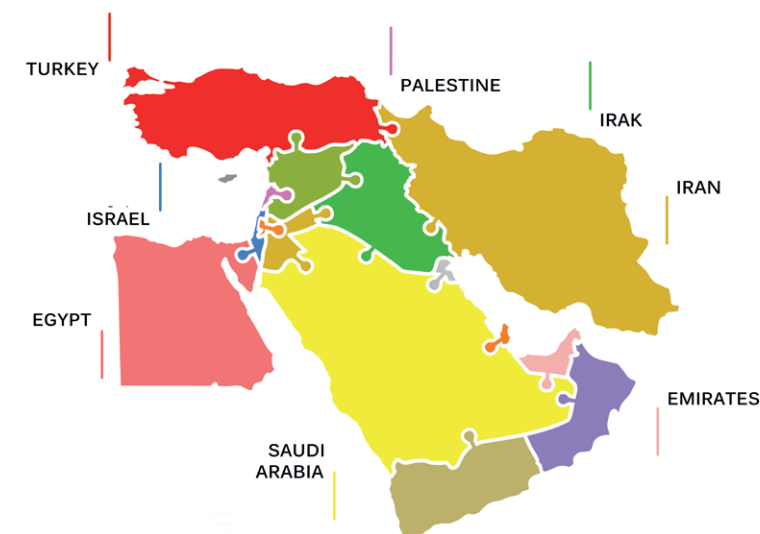 TURKEY
PALESTINE
IRAK
IRAN
ISRAEL
EGYPT
EMIRATES
SAUDI
ARABIA